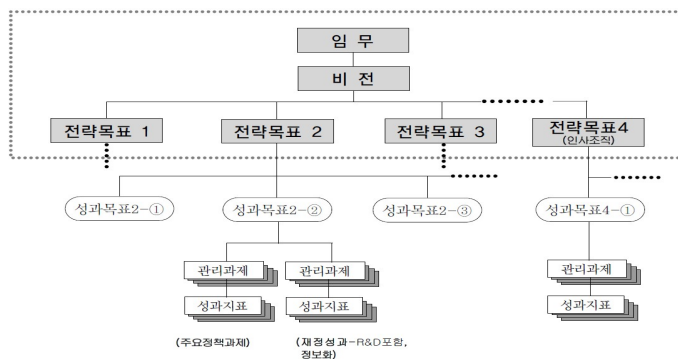 임 무
비 전
전략목표 1
전략목표 2
전략목표 3
전략목표4
(인사조직)
성과목표2-①
성과목표2-②
성과목표2-③
성과목표4-①
관리과제
관리과제
관리과제
성과지표
성과지표
성과지표
(주요정책과제)
(재정성과-R&D포함,
정보화)